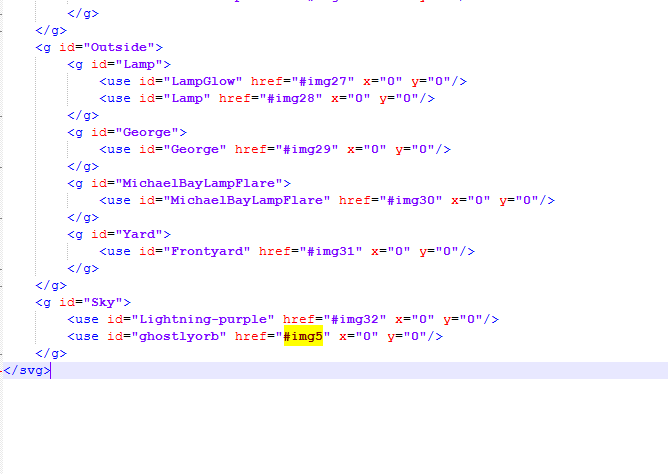 </g>
</g>
<g id="Outside">
<g id="Lamp">
<use id="LampGlow" href="#img27" x="0" y="0"/>
<use id="Lamp" href="#img28" x="0" y="0"/>
</g>
<g id="George">
<use id="George" href="#img29" x="0" y="0"/>
</g>
<g id="MichaelBayLampFlare">
<use id="MichaelBayLampFlare" href="#img30" x="0" y="0"/>
</g>
<g id="Yard">
<use id="Frontyard" href="#img31" x="0" y="0"/>
</g>
</g>
<g id="Sky">
<use id="Lightning-purple" href="#img32" x="0" y="0"/>
<use id="ghostlyorb" href="#img5" x="0" y="0"/>
</g>
</svg>